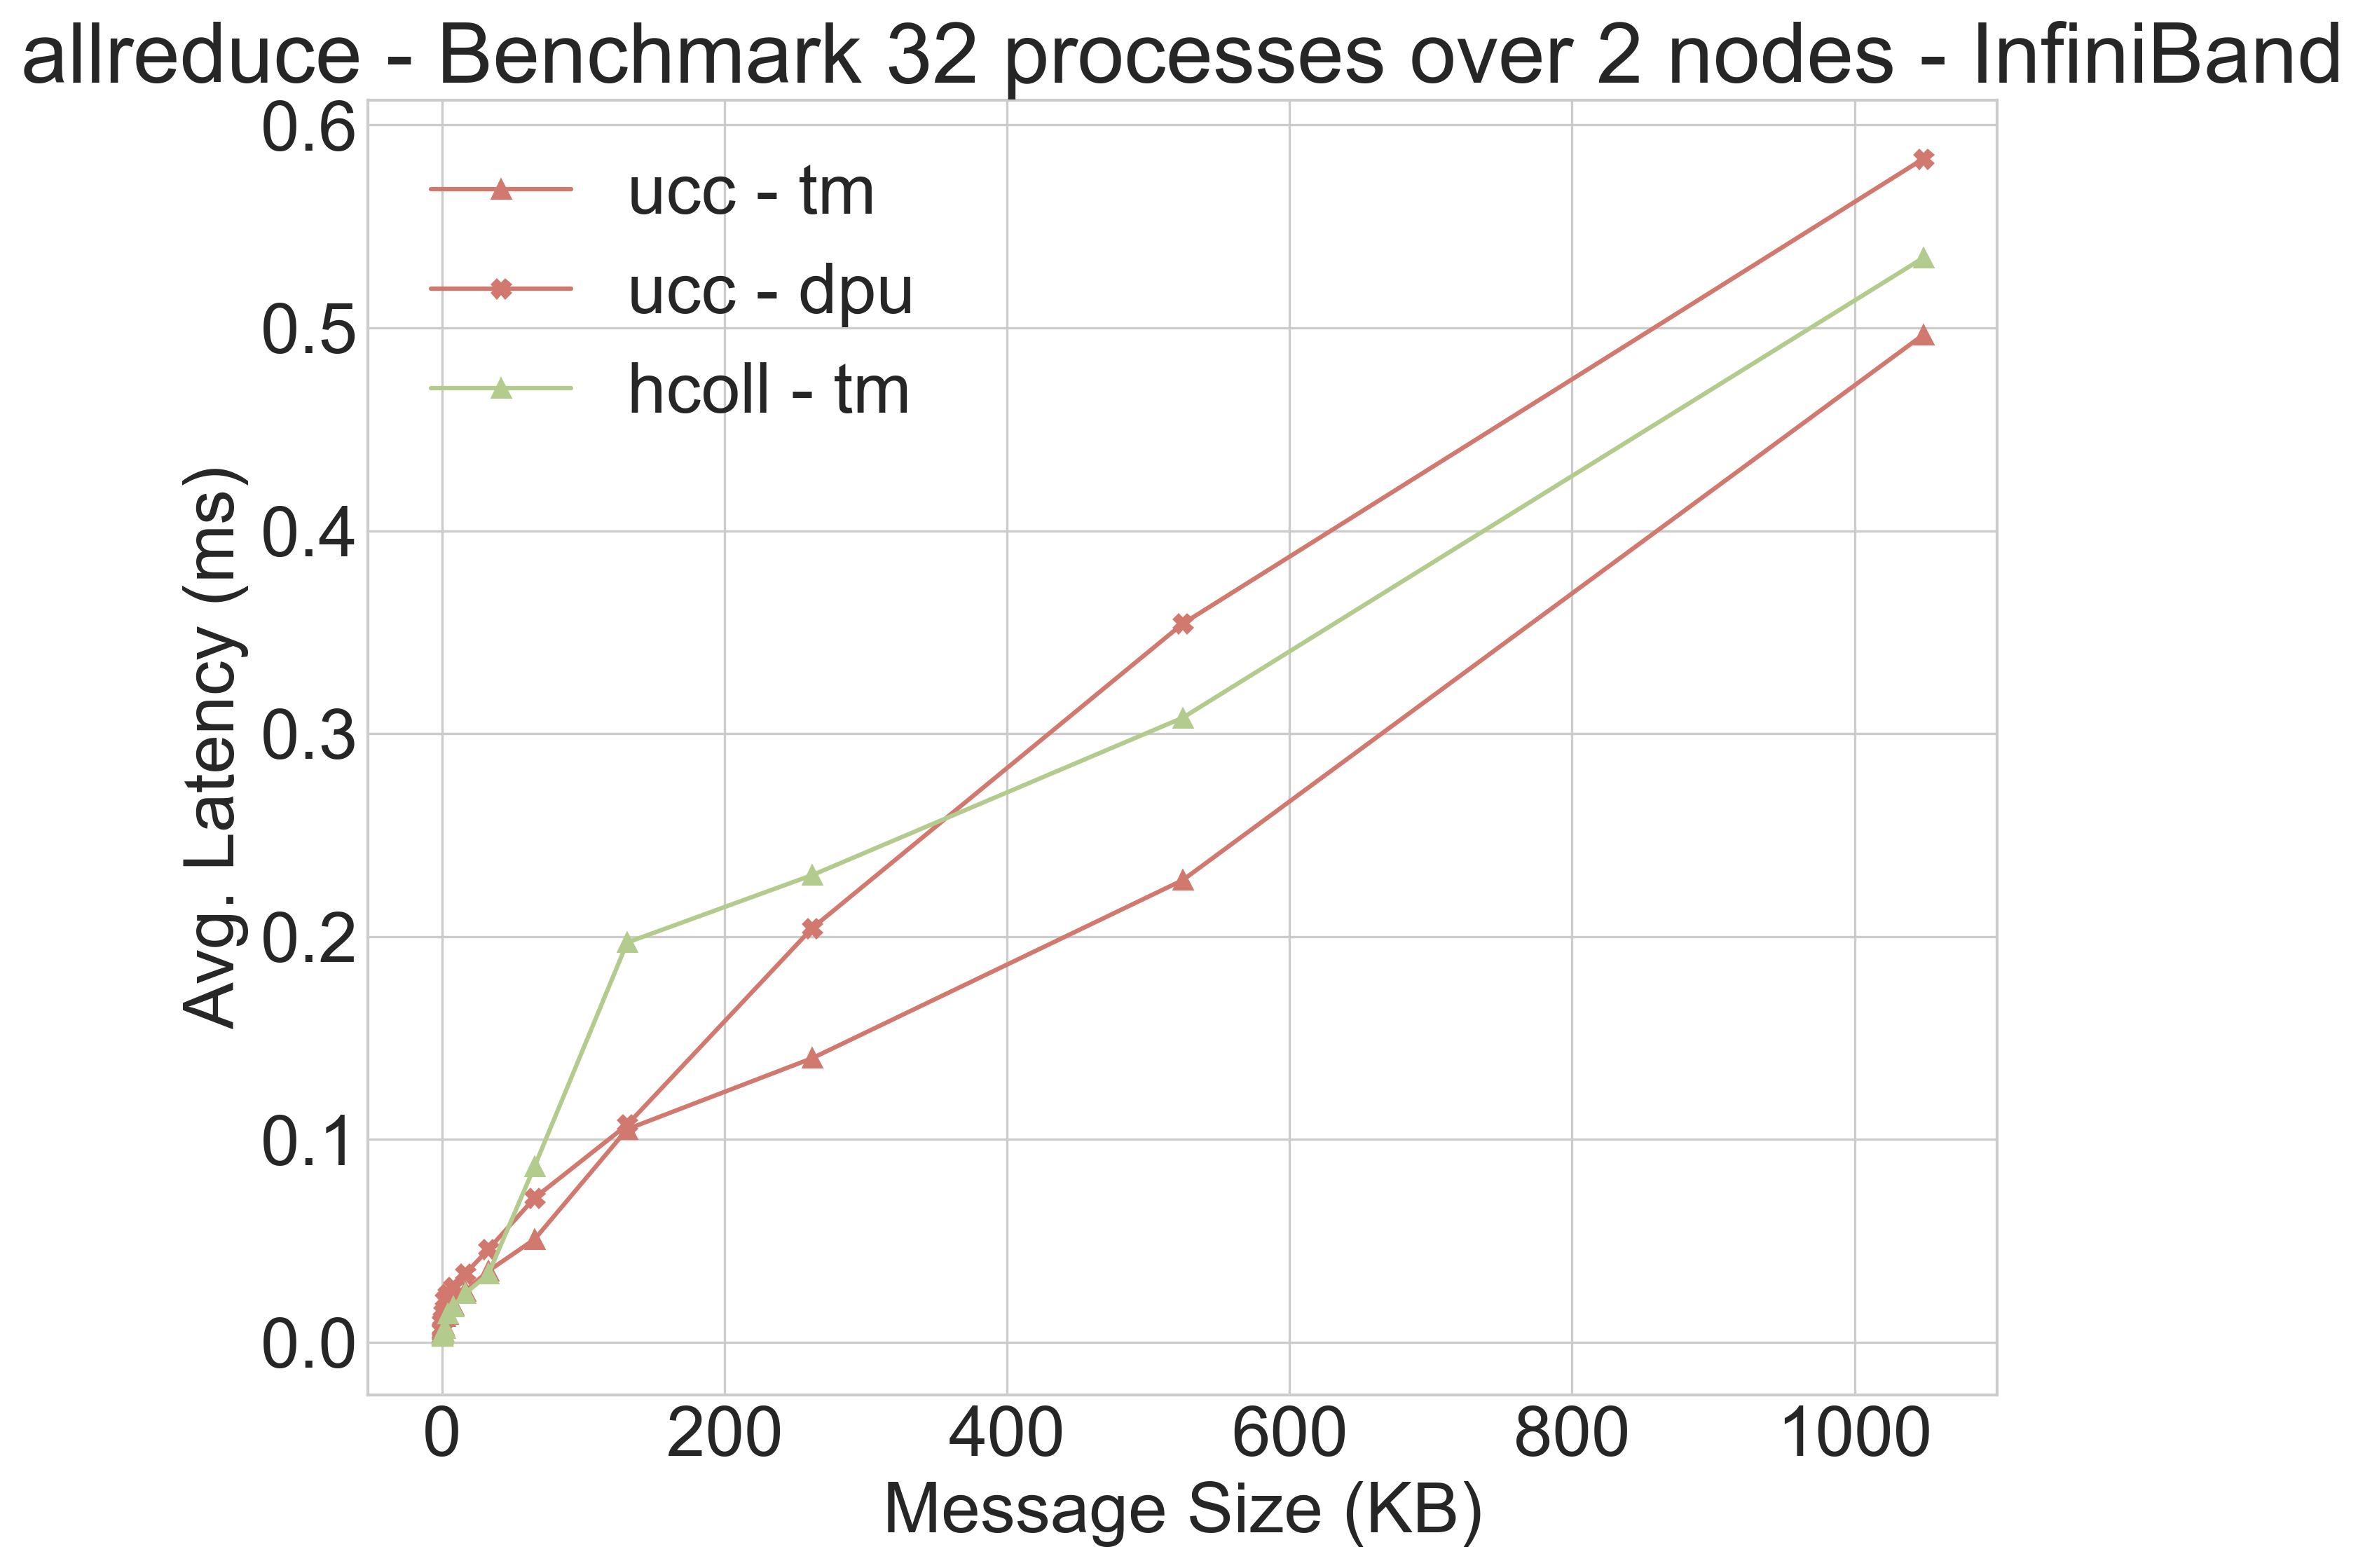 allreduce - Benchmark 32 processes over 2 nodes - InfiniBand
0.6
0.5
0.4
0.3
0.2
0.1
0.0
Avg. Latency (ms)
ucc - tm
ucc - dpu
hcoll - tm
0 200 400 600 800 1000
Message Size (KB)